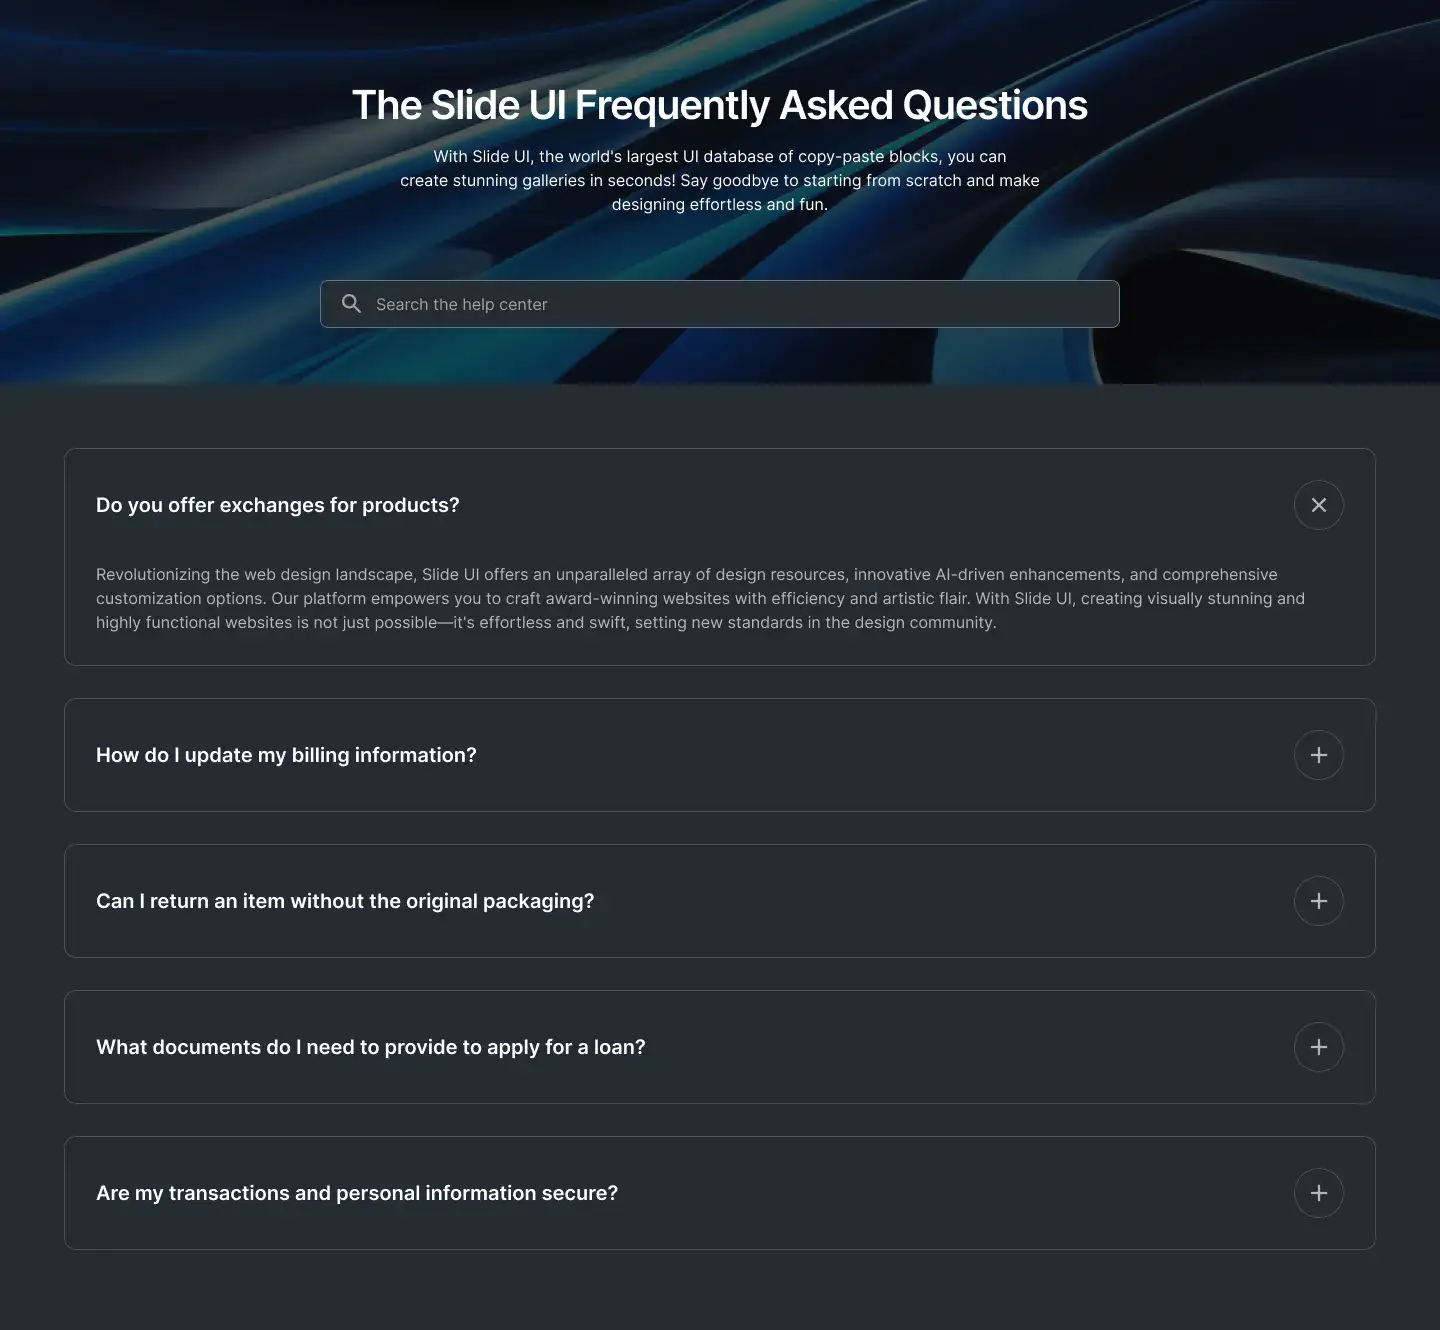 The Slide UI Frequently Asked Questions
With Slide UI, the world's largest UI database of copy-paste blocks, you can
create stunning galleries in seconds! Say goodbye to starting from scratch and make
designing effortless and fun.
Search the help center
Do you offer exchanges for products?
Revolutionizing the web design landscape, Slide UI offers an unparalleled array of design resources, innovative AI-driven enhancements, and comprehensive
customization options. Our platform empowers you to craft award-winning websites with efficiency and artistic flair. With Slide UI, creating visually stunning and
highly functional websites is not just possible—it's effortless and swift, setting new standards in the design community.
How do I update my billing information?
Can I return an item without the original packaging?
What documents do I need to provide to apply for a loan?
Are my transactions and personal information secure?